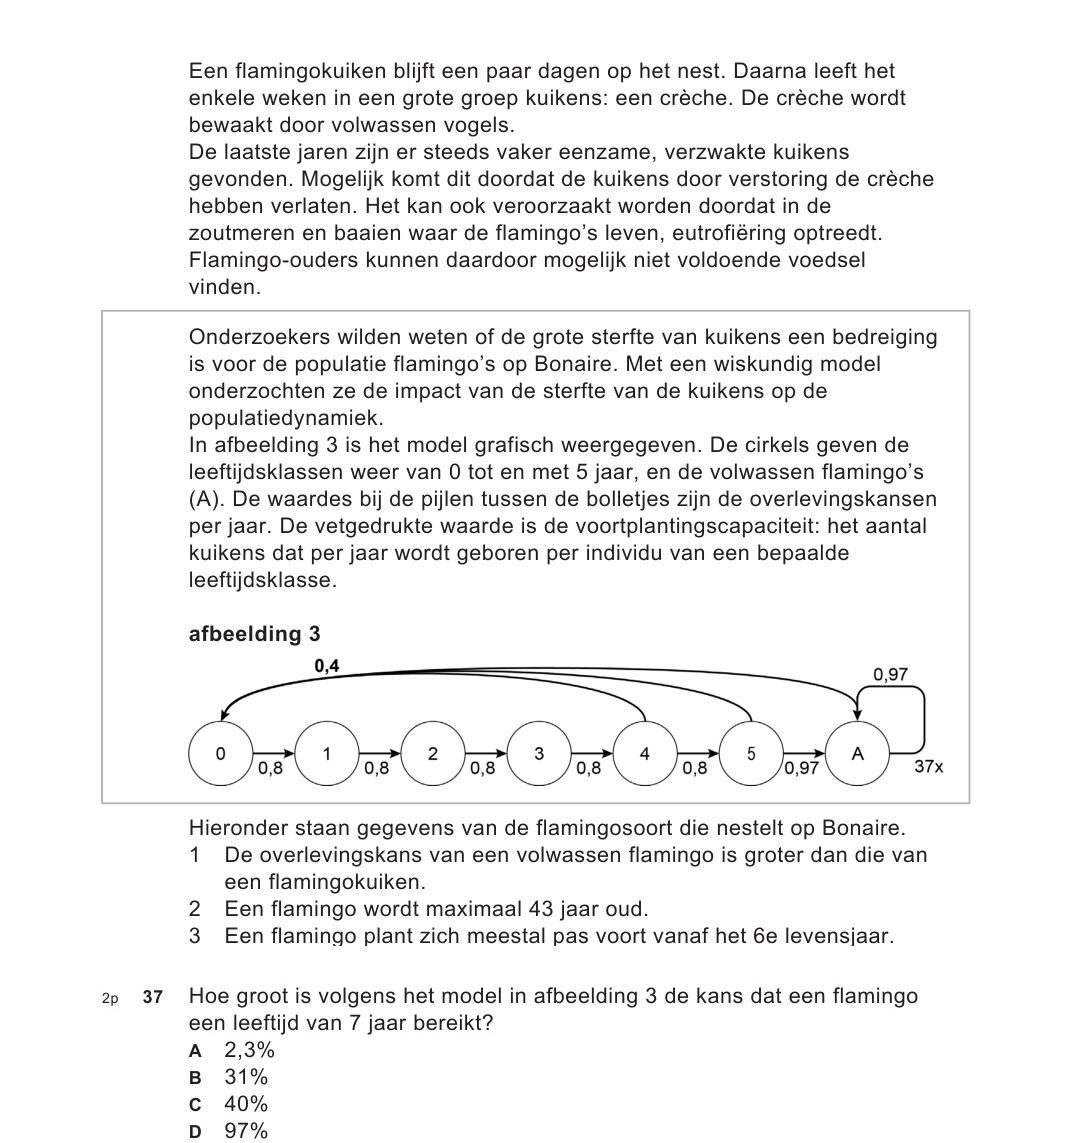 Een flamingokuiken blijft een paar dagen op het nest. Daarna leeft het
enkele weken in een grote groep kuikens: een crèche. De crèche wordt
bewaakt door volwassen vogels.
De laatste jaren zijn er steeds vaker eenzame, verzwakte kuikens
gevonden. Mogelijk komt dit doordat de kuikens door verstoring de crèche
hebben verlaten. Het kan ook veroorzaakt worden doordat in de
zoutmeren en baaien waar de flamingo's leven, eutrofiëring optreedt.
Flamingo-ouders kunnen daardoor mogelijk niet voldoende voedsel
vinden.
Onderzoekers wilden weten of de grote sterfte van kuikens een bedreiging
is voor de populatie flamingo's op Bonaire. Met een wiskundig model
onderzochten ze de impact van de sterfte van de kuikens op de
populatiedynamiek.
In afbeelding 3 is het model grafisch weergegeven. De cirkels geven de
leeftijdsklassen weer van 0 tot en met 5 jaar, en de volwassen flamingo's
(A). De waardes bij de pijlen tussen de bolletjes zijn de overlevingskansen
per jaar. De vetgedrukte waarde is de voortplantingscapaciteit: het aantal
kuikens dat per jaar wordt geboren per individu van een bepaalde
leeftijdsklasse.
afbeelding 3
0,4
0,97
0 1 2 3 4 5 A
0,8 0,8 0,8 0,8 0,8 0,97 37x
Hieronder staan gegevens van de flamingosoort die nestelt op Bonaire.
1 De overlevingskans van een volwassen flamingo is groter dan die van
een flamingokuiken.
2 Een flamingo wordt maximaal 43 jaar oud.
3 Een flamingo plant zich meestal pas voort vanaf het 6e levensjaar.
2p 37 Hoe groot is volgens het model in afbeelding 3 de kans dat een flamingo
een leeftijd van 7 jaar bereikt?
A 2,3%
B 31%
C 40%
D 97%